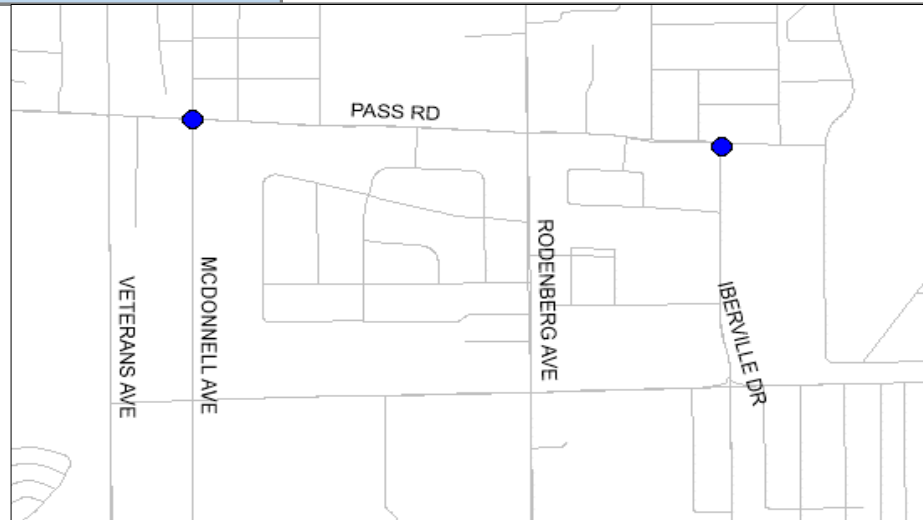 PASS RD
VETERANS AVE
MCDONNELL AVE
RODENBERG AVE
IBERVILLE DR